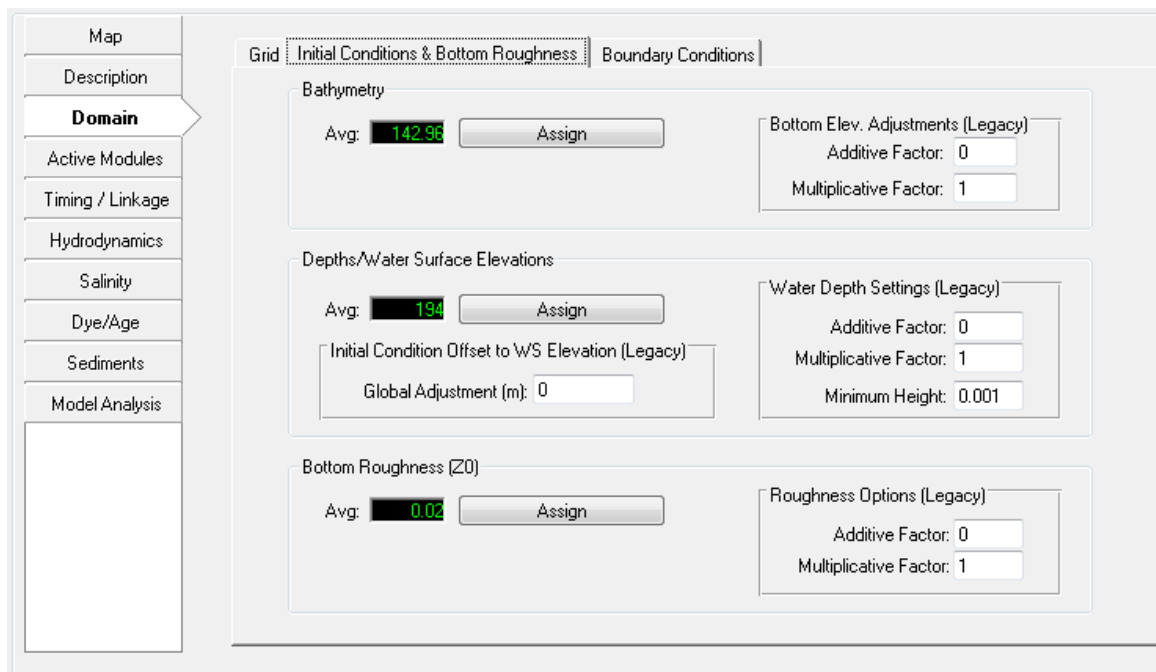 Map
Description
Domain
Active Modules
Timing / Linkage
Hydrodynamics
Salinity
Dye/Age
Sediments
Model Analysis
Grid Initial Conditions & Bottom Roughness Boundary Conditions
Bathymetry
Avg: 142.96 Assign
Bottom Elev. Adjustments (Legacy)
Additive Factor: 0
Multiplicative Factor: 1
Depths/Water Surface Elevations
Avg: 194 Assign
Initial Condition Offset to WS Elevation (Legacy)
Global Adjustment (m): 0
Water Depth Settings (Legacy)
Additive Factor: 0
Multiplicative Factor: 1
Minimum Height: 0.001
Bottom Roughness (Z0)
Avg: 0.02 Assign
Roughness Options (Legacy)
Additive Factor: 0
Multiplicative Factor: 1